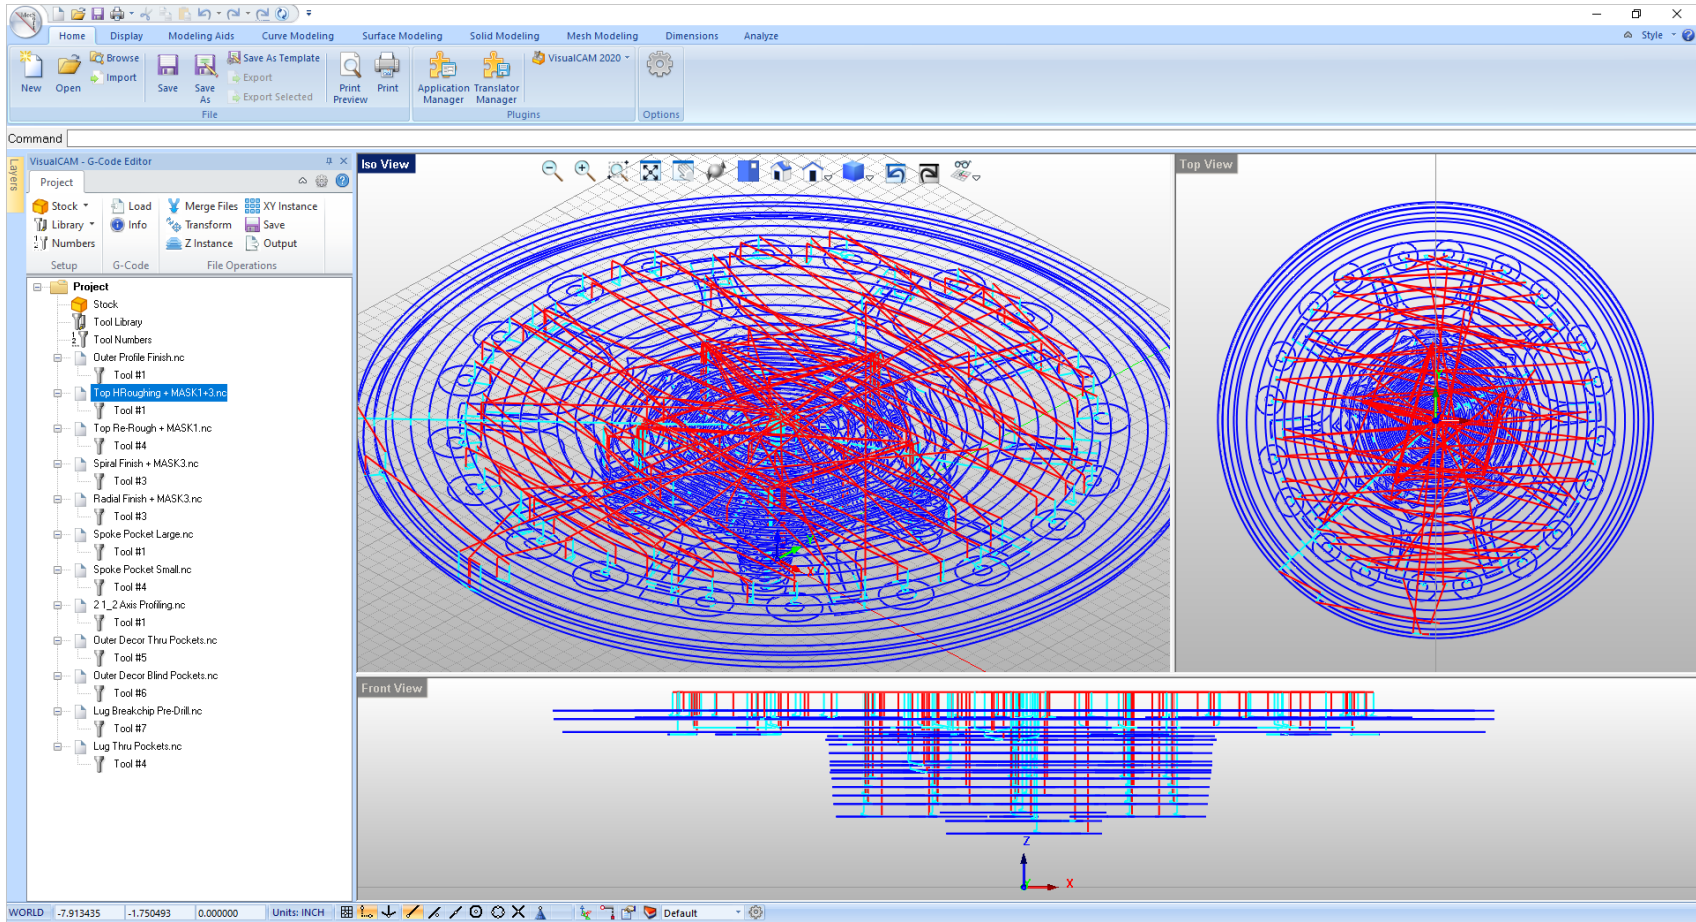 Home Display Modeling Aids Curve Modeling Surface Modeling Solid Modeling Mesh Modeling Dimensions Analyze Style
New
Open
Browse
Import
Save
Save As
Save As Template
Export
Export Selected
Print Preview
Print
File
Application Manager
Translator Manager
VisualCAM 2020
Plugins
Options
Command
Layers
VisualCAM - G-Code Editor
Project
Stock Load Merge Files XY Instance
Library Info Transform Save
Numbers Z Instance Output
Setup G-Code File Operations
Project
Stock
Tool Library
Tool Numbers
Outer Profile Finish.nc
Tool #1
Top HRoughing + MASK1+3.nc
Tool #1
Top Re-Rough + MASK1.nc
Tool #4
Spiral Finish + MASK3.nc
Tool #3
Radial Finish + MASK3.nc
Tool #3
Spoke Pocket Large.nc
Tool #1
Spoke Pocket Small.nc
Tool #4
2 1_2 Axis Profiling.nc
Tool #1
Outer Decor Thru Pockets.nc
Tool #5
Outer Decor Blind Pockets.nc
Tool #6
Lug Breakchip Pre-Drill.nc
Tool #7
Lug Thru Pockets.nc
Tool #4
Iso View
Top View
Front View
Z
X
WORLD -7.913435 -1.750493 0.000000 Units: INCH Default